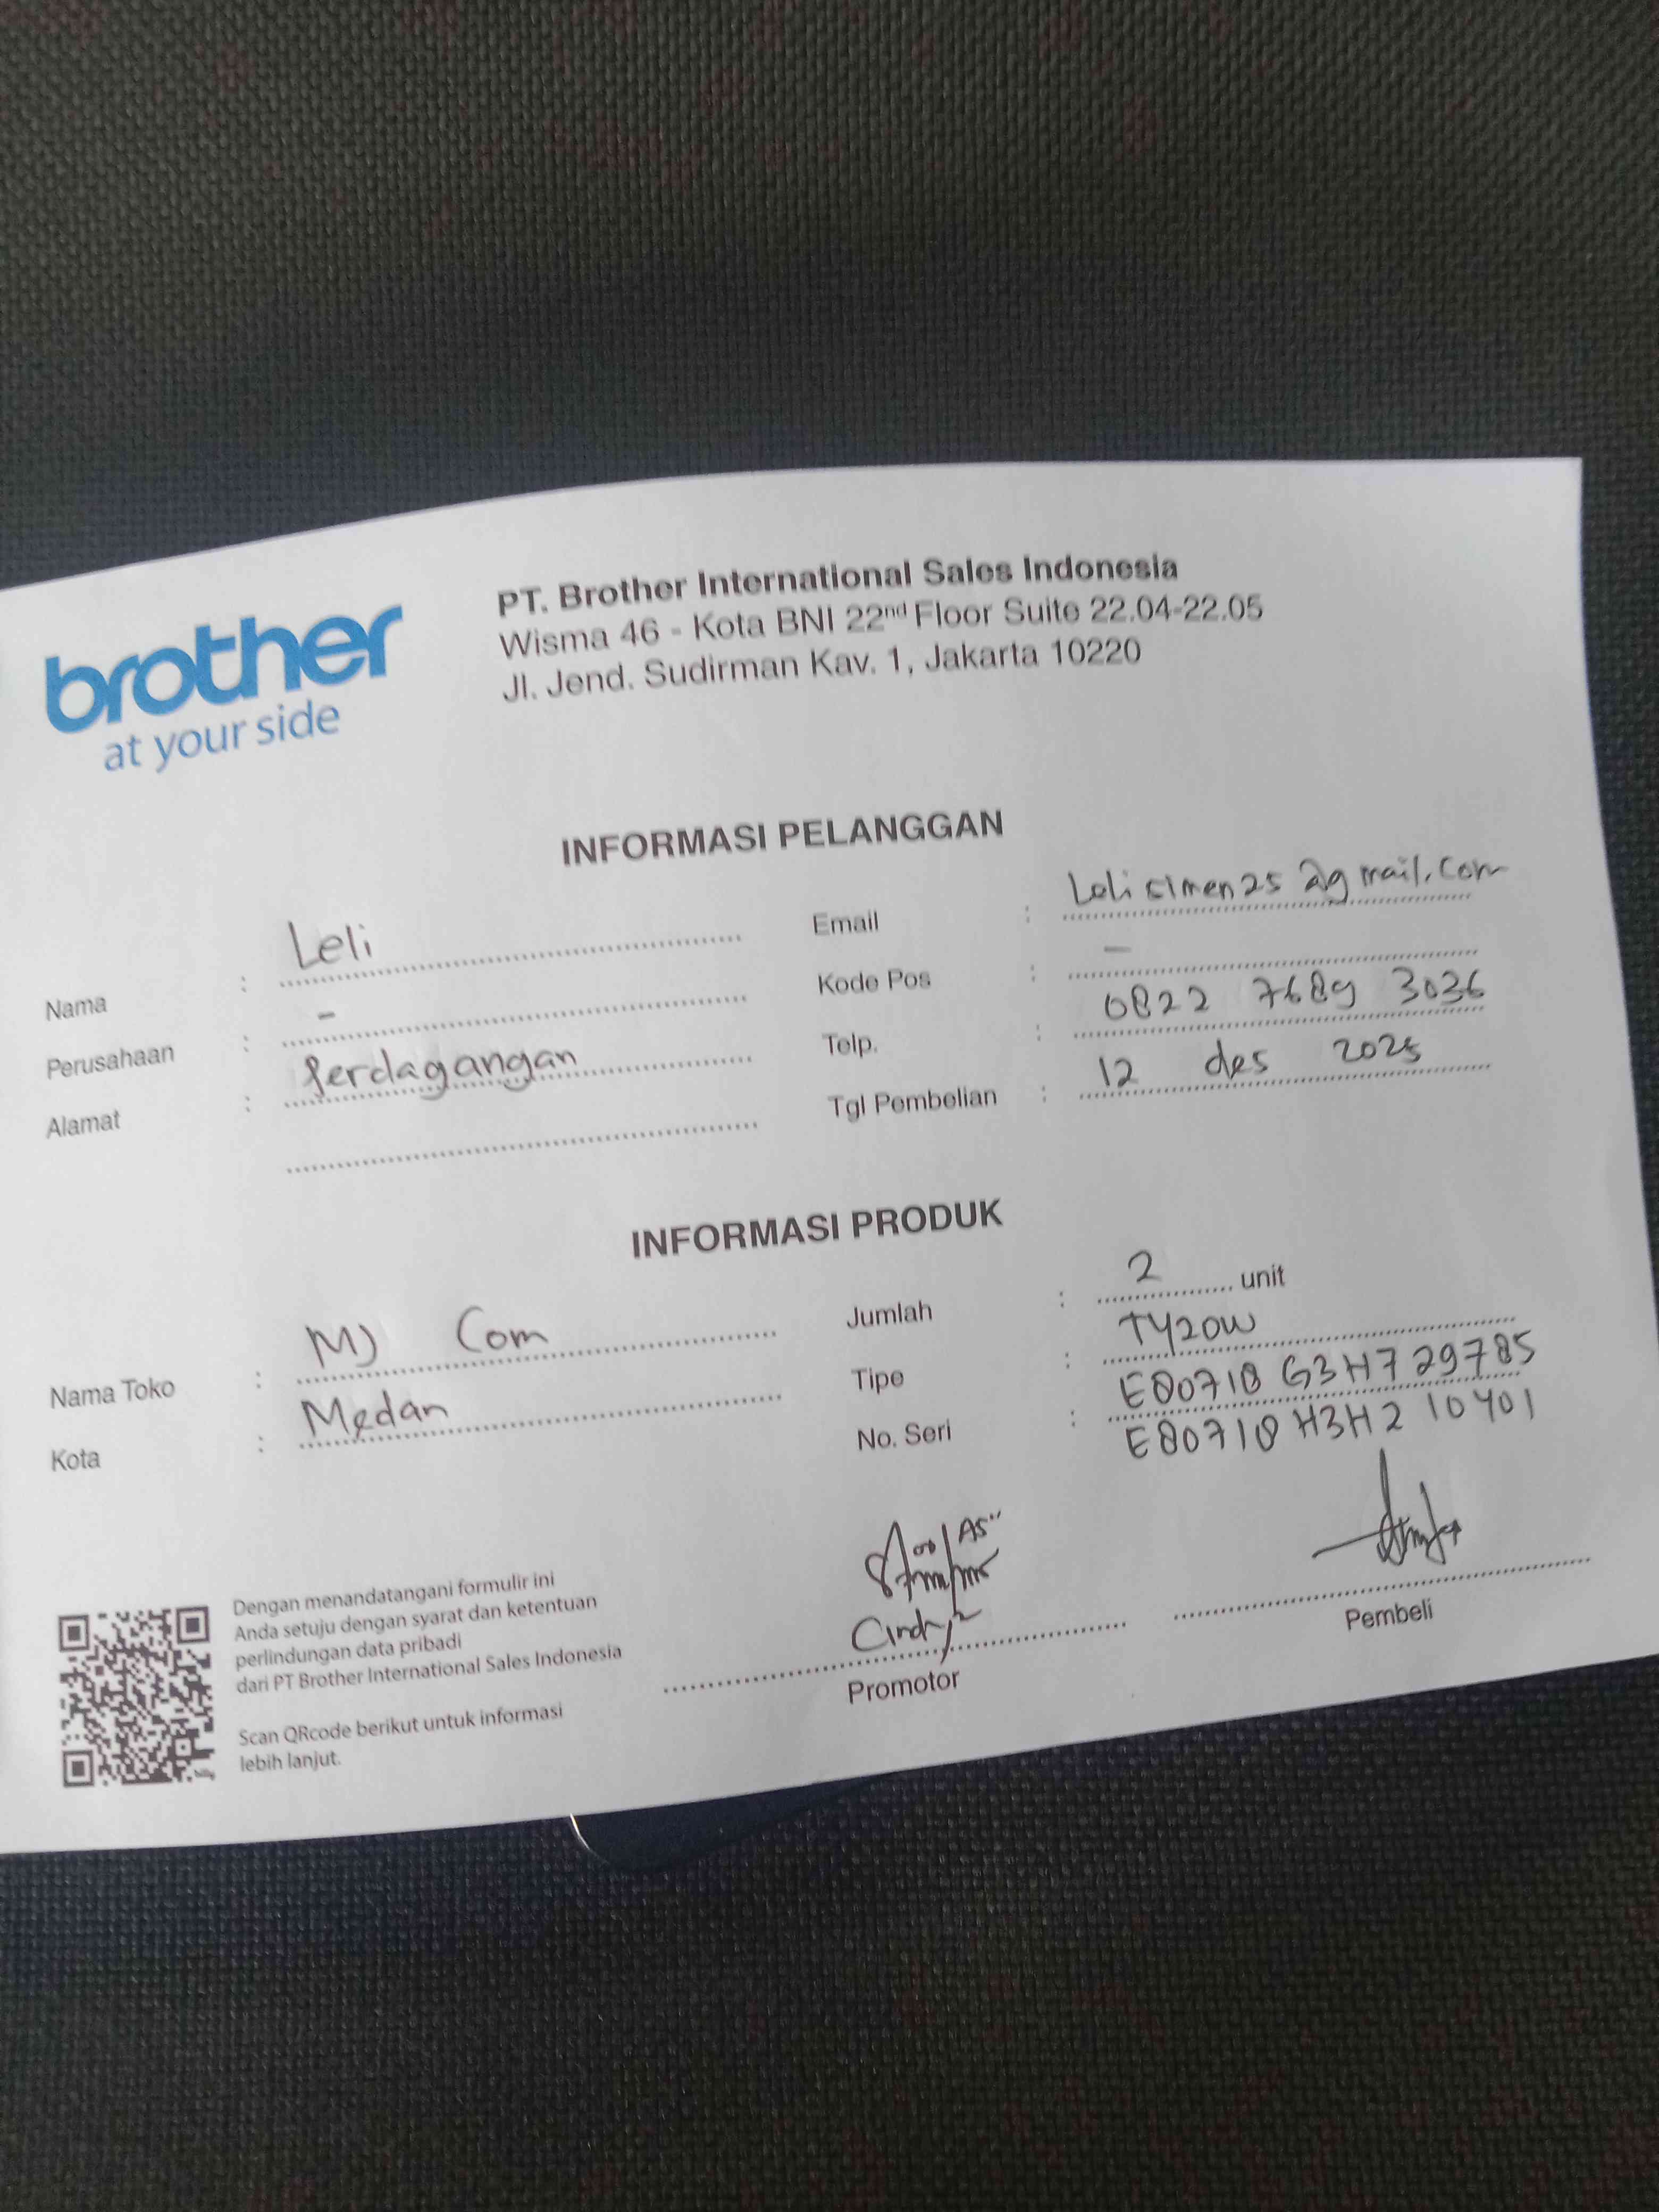 brother
at your side
PT. Brother International Sales Indonesia
Wisma 46 - Kota BNI 22nd Floor Suite 22.04-22.05
Jl. Jend. Sudirman Kav. 1, Jakarta 10220
INFORMASI PELANGGAN
Nama : Leli
Perusahaan : -
Alamat : Perdagangan
Email : Lelisimen25@gmail.com
Kode Pos : -
Telp. : 0822 7689 3036
Tgl Pembelian : 12 des 2025
INFORMASI PRODUK
Nama Toko : MJ Com
Kota : Medan
Jumlah : 2 unit
Tipe : T420W
No. Seri : E80718G3H729785
E80718H3H210401
Dengan menandatangani formulir ini
Anda setuju dengan syarat dan ketentuan
perlindungan data pribadi
dari PT Brother International Sales Indonesia
Scan QRcode berikut untuk informasi
lebih lanjut.
Cindy
Promotor
Pembeli